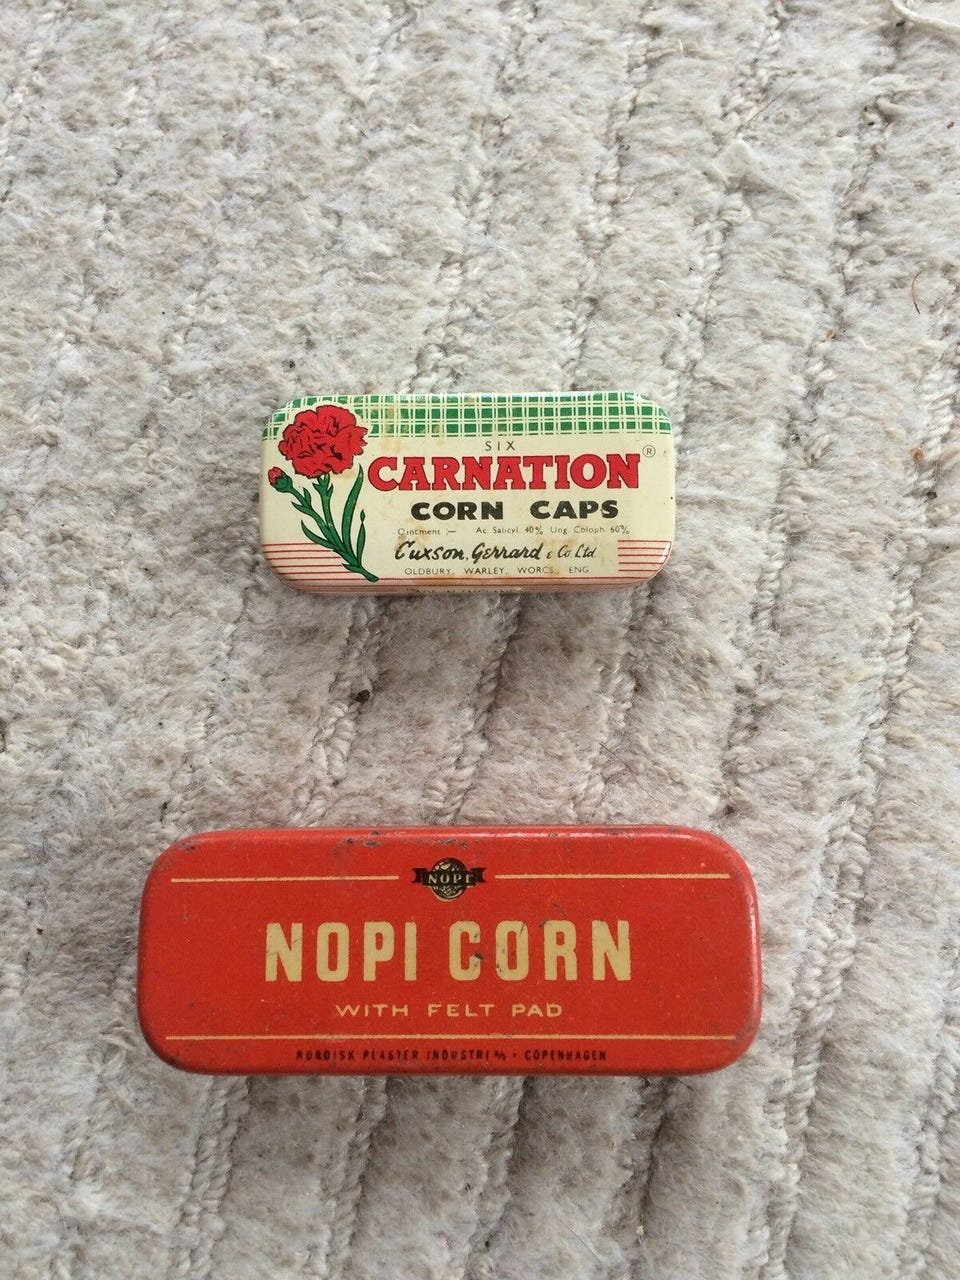 SIX
CARNATION ®
CORN CAPS
Ointment :- Ac. Salicyl. 40% Ung. Coloph. 60%
Cuxson, Gerrard & Co Ltd
OLDBURY, WARLEY, WORCS, ENG
NOPI
NOPI CORN
WITH FELT PAD
NORDISK PLASTER INDUSTRI A/S • COPENHAGEN